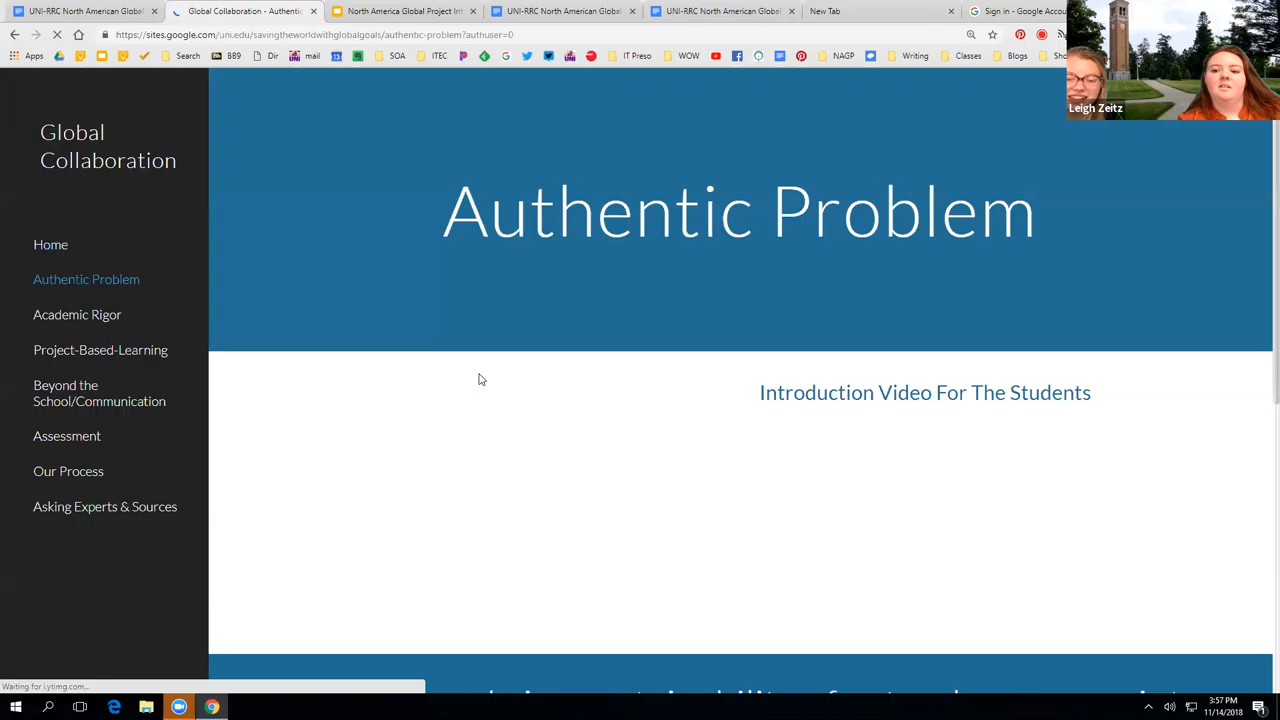 UNI-RRC North American Global
Global Collaboration - Authentic
North America Global Project Int
UNI-RRC North American Global
UNI-RRC North American Global
New Tab
Sign in - Google Accou
https://sites.google.com/uni.edu/savingtheworldwithglobalgoals/authentic-problem?authuser=0
Apps
Search
BB9
Dir
mail
SOA
ITEC
IT Preso
WOW
NAGP
Writing
Classes
Blogs
Leigh Zeitz
Global
Collaboration
Home
Authentic Problem
Academic Rigor
Project-Based-Learning
Beyond the
School/Communication
Assessment
Our Process
Asking Experts & Sources
Authentic Problem
Introduction Video For The Students
Waiting for i.ytimg.com...
3:57 PM
11/14/2018